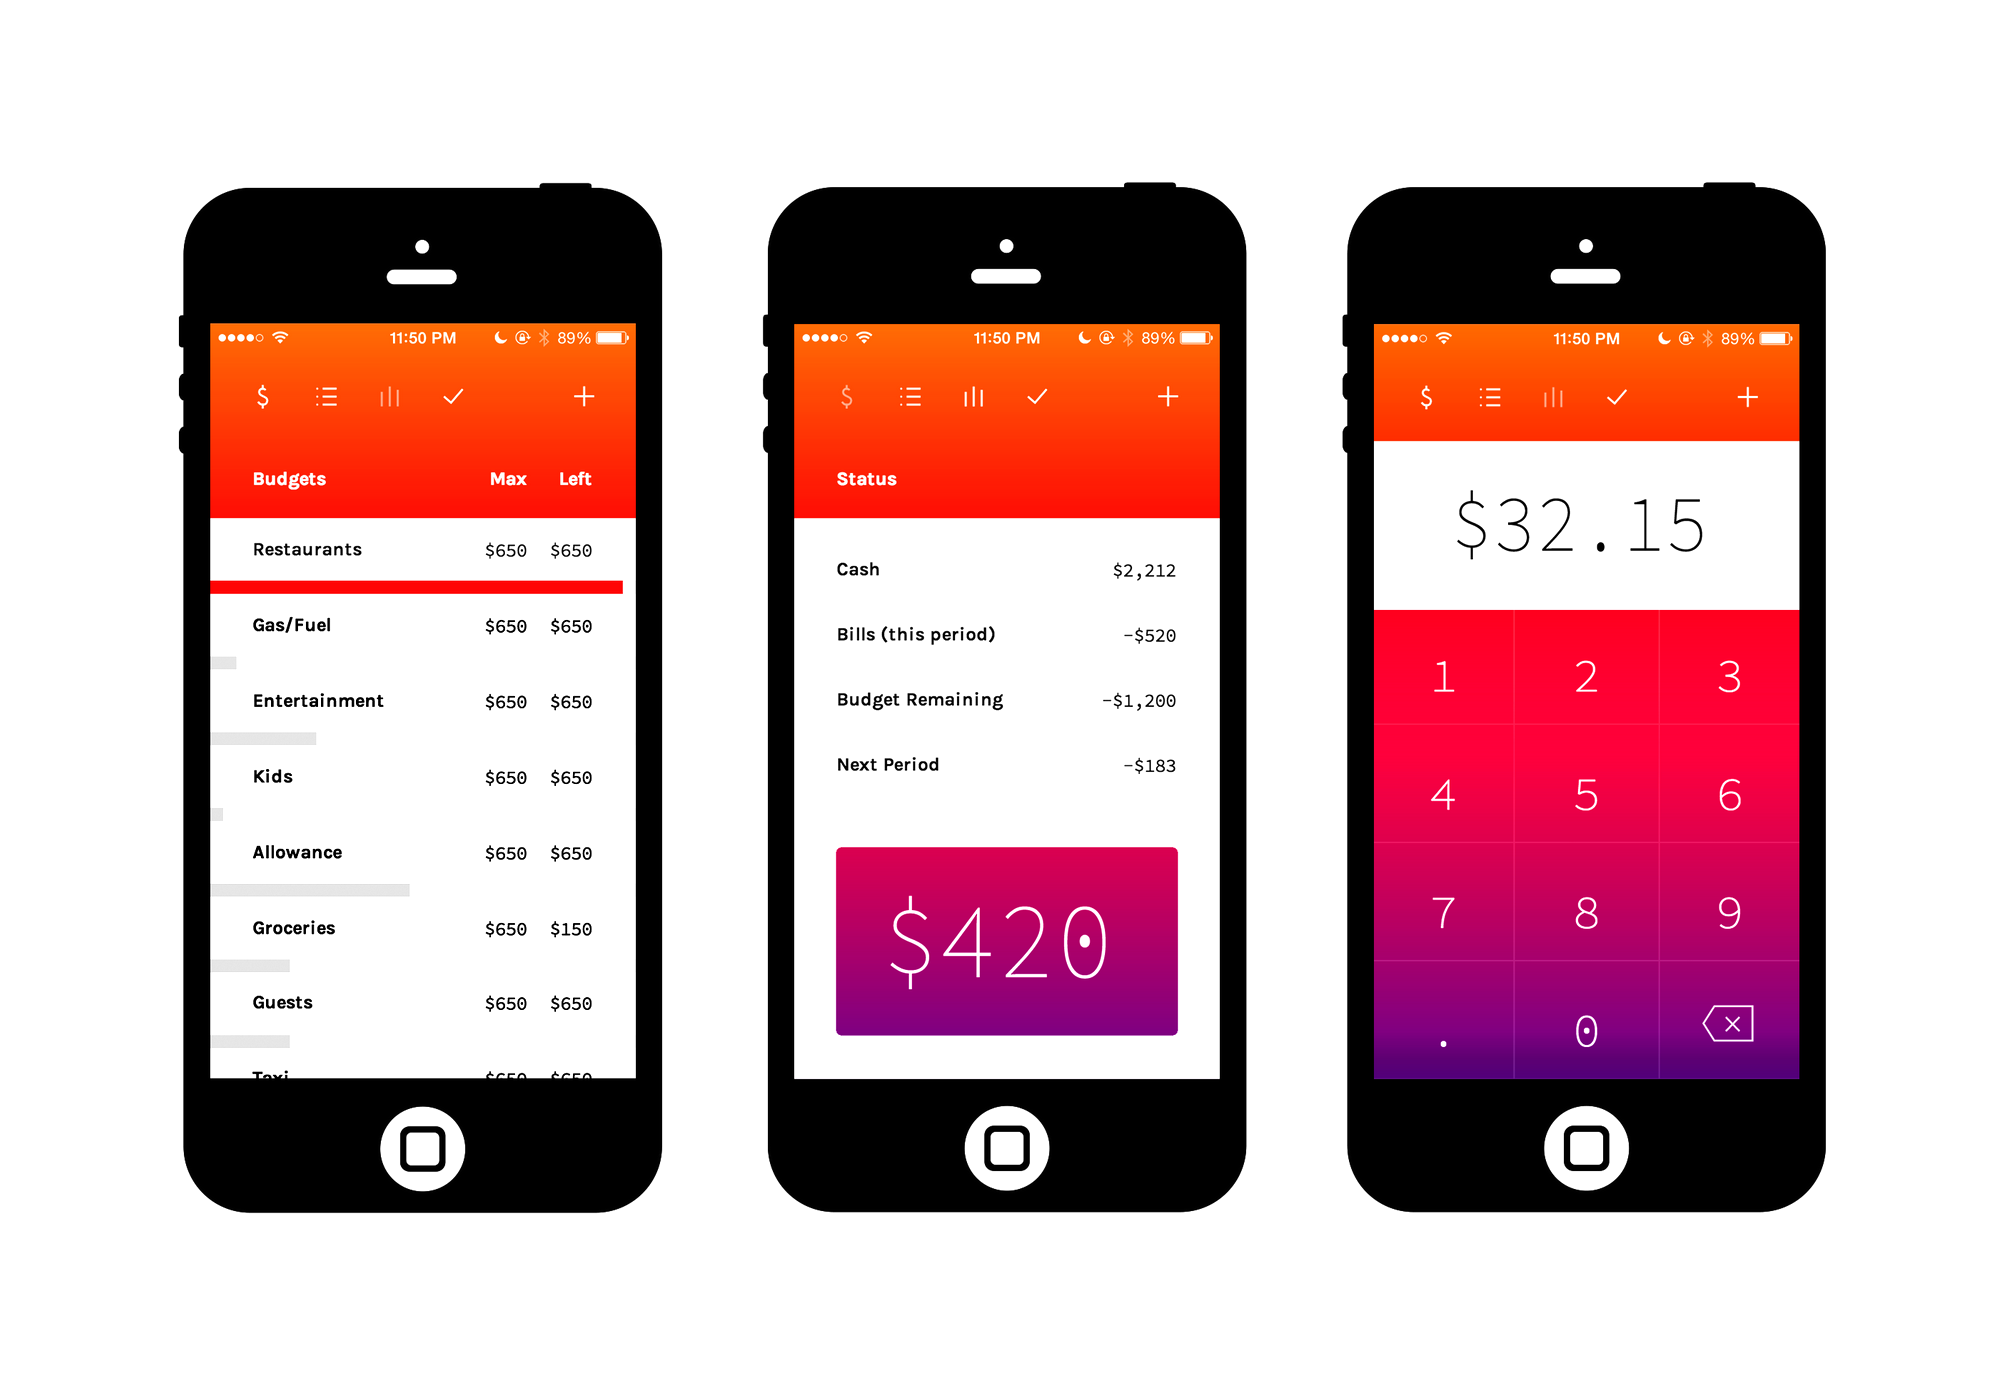 11:50 PM 89%
$
Budgets Max Left
Restaurants $650 $650
Gas/Fuel $650 $650
Entertainment $650 $650
Kids $650 $650
Allowance $650 $650
Groceries $650 $150
Guests $650 $650
Taxi $650 $650
11:50 PM 89%
$
Status
Cash $2,212
Bills (this period) -$520
Budget Remaining -$1,200
Next Period -$183
$420
11:50 PM 89%
$
$32.15
1 2 3
4 5 6
7 8 9
. 0